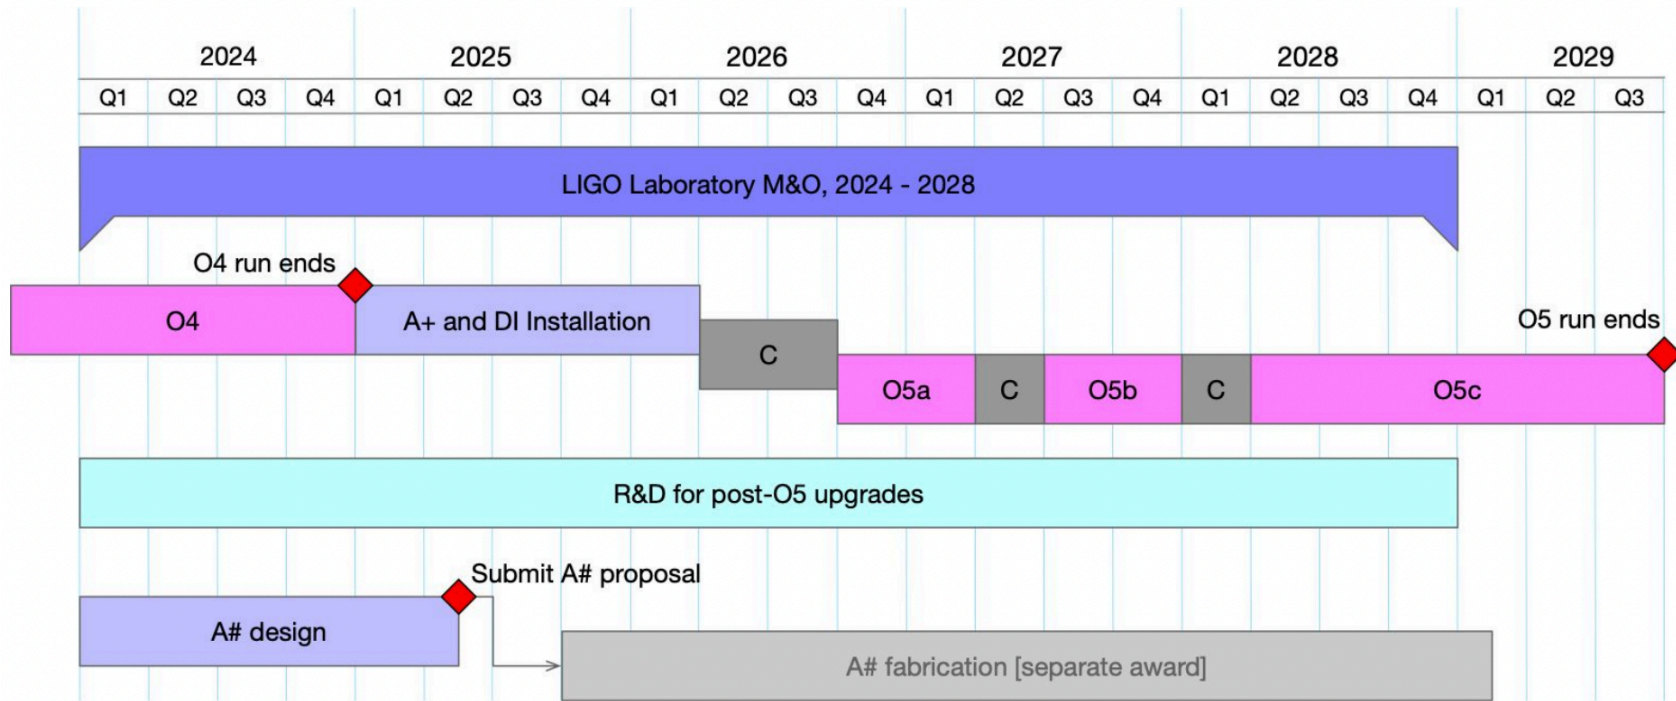 2024 2025 2026 2027 2028 2029
Q1 Q2 Q3 Q4 Q1 Q2 Q3 Q4 Q1 Q2 Q3 Q4 Q1 Q2 Q3 Q4 Q1 Q2 Q3 Q4 Q1 Q2 Q3
LIGO Laboratory M&O, 2024 - 2028
O4 run ends
O4 A+ and DI Installation
O5 run ends
C
O5a C O5b C O5c
R&D for post-O5 upgrades
Submit A# proposal
A# design
A# fabrication [separate award]